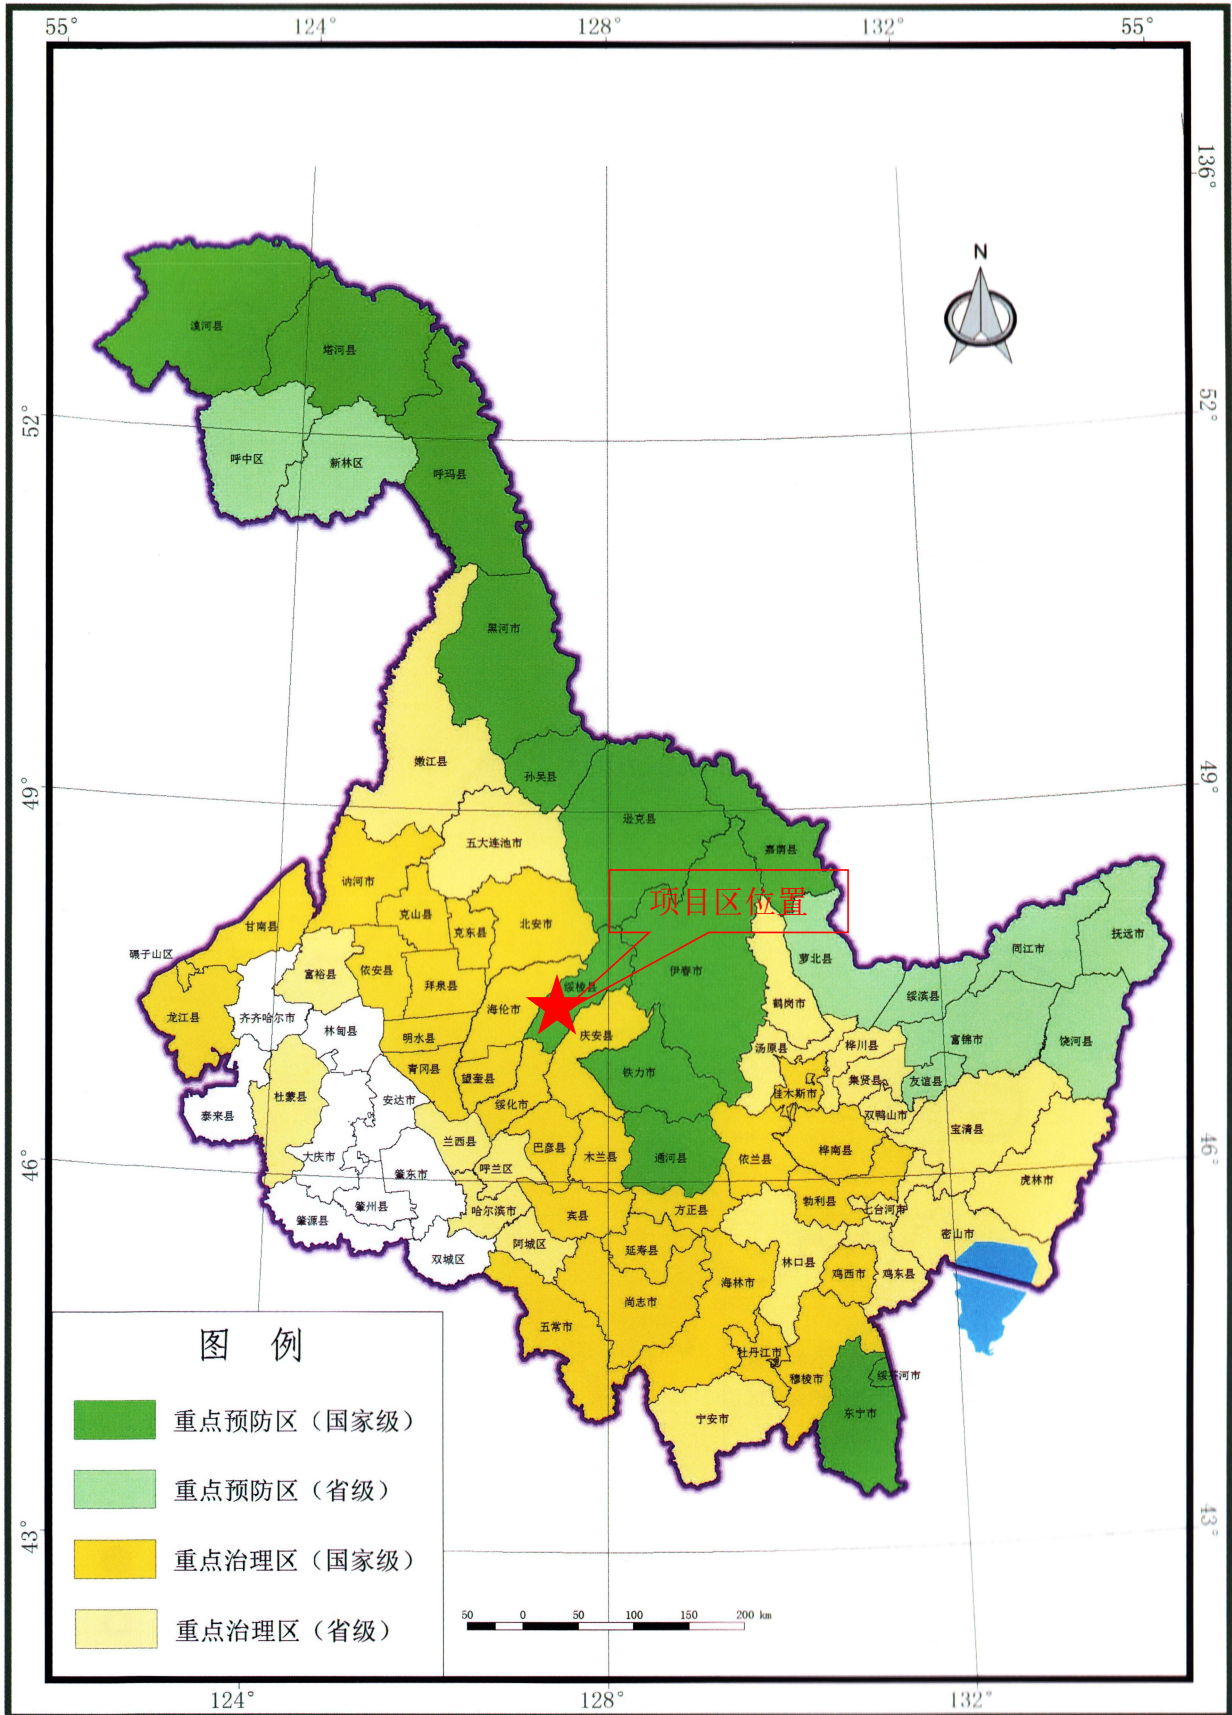 55° 124° 128° 132° 55°
136°
N
漠河县
塔河县
52° 52°
呼中区
新林区
呼玛县
黑河市
嫩江县
孙吴县
49° 49°
逊克县
五大连池市
嘉荫县
讷河市
项目区位置
克山县
北安市
甘南县
克东县
抚远市
同江市
碾子山区
萝北县
富裕县
依安县
伊春市
拜泉县
绥棱县
绥滨县
鹤岗市
海伦市
龙江县
齐齐哈尔市
林甸县
明水县
庆安县
富锦市
饶河县
汤原县
桦川县
青冈县
望奎县
铁力市
集贤县
友谊县
佳木斯市
杜蒙县
安达市
绥化市
泰来县
双鸭山市
宝清县
兰西县
巴彦县
木兰县
46° 46°
大庆市
通河县
依兰县
桦南县
呼兰区
肇东市
虎林市
肇州县
勃利县
七台河市
哈尔滨市
宾县
方正县
肇源县
密山市
阿城区
延寿县
双城区
林口县
鸡西市
鸡东县
海林市
尚志市
五常市
牡丹江市
穆棱市
绥芬河市
宁安市
东宁市
43° 43°
图 例
重点预防区（国家级）
重点预防区（省级）
重点治理区（国家级）
重点治理区（省级）
50 0 50 100 150 200 km
124° 128° 132°